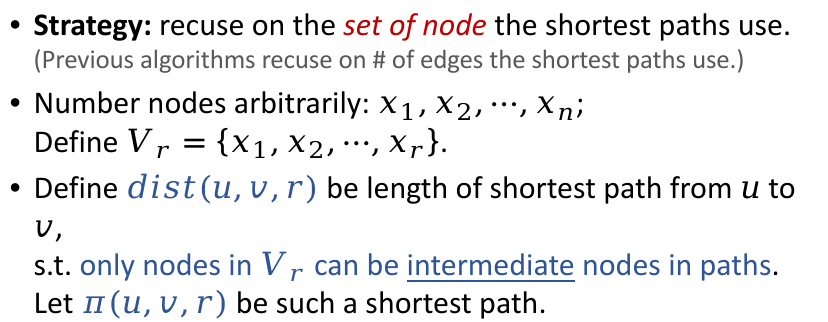 • Strategy: recuse on the set of node the shortest paths use.
(Previous algorithms recuse on # of edges the shortest paths use.)
• Number nodes arbitrarily: x₁, x₂, ⋯, xₙ;
Define Vᵣ = {x₁, x₂, ⋯, xᵣ}.
• Define dist(u, v, r) be length of shortest path from u to
v,
s.t. only nodes in Vᵣ can be intermediate nodes in paths.
Let π(u, v, r) be such a shortest path.